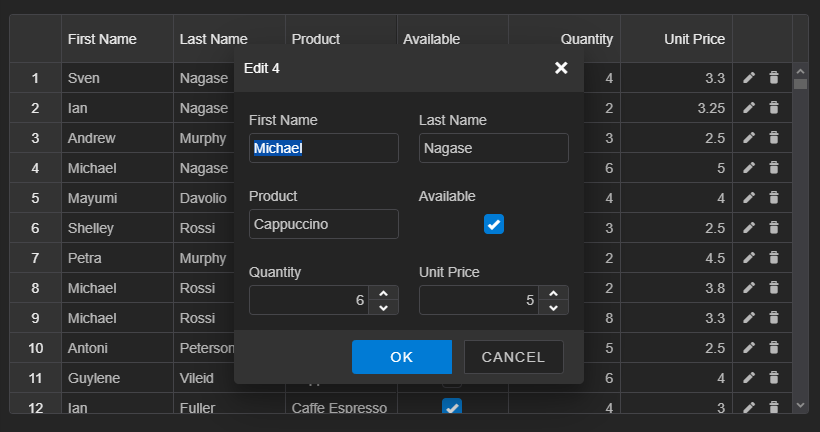 First Name Last Name Product Available Quantity Unit Price
1 Sven Nagase 4 3.3
2 Ian Nagase 2 3.25
3 Andrew Murphy 3 2.5
4 Michael Nagase 6 5
5 Mayumi Davolio 4 4
6 Shelley Rossi 3 2.5
7 Petra Murphy 2 4.5
8 Michael Rossi 2 3.8
9 Michael Rossi 8 3.3
10 Antoni Peterson 5 2.5
11 Guylene Vileid 6 4
12 Ian Fuller Caffe Espresso 4 3
Edit 4
First Name Last Name
Michael Nagase
Product Available
Cappuccino
Quantity Unit Price
6 5
OK CANCEL